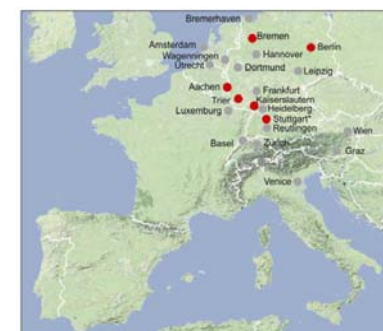 Bremerhaven
Bremen
Amsterdam
Hannover
Berlin
Wagenningen
Utrecht
Dortmund
Leipzig
Aachen
Frankfurt
Trier
Kaiserslautern
Luxemburg
Heidelberg
Stuttgart*
Reutlingen
Basel
Zürich
Wien
Graz
Venice